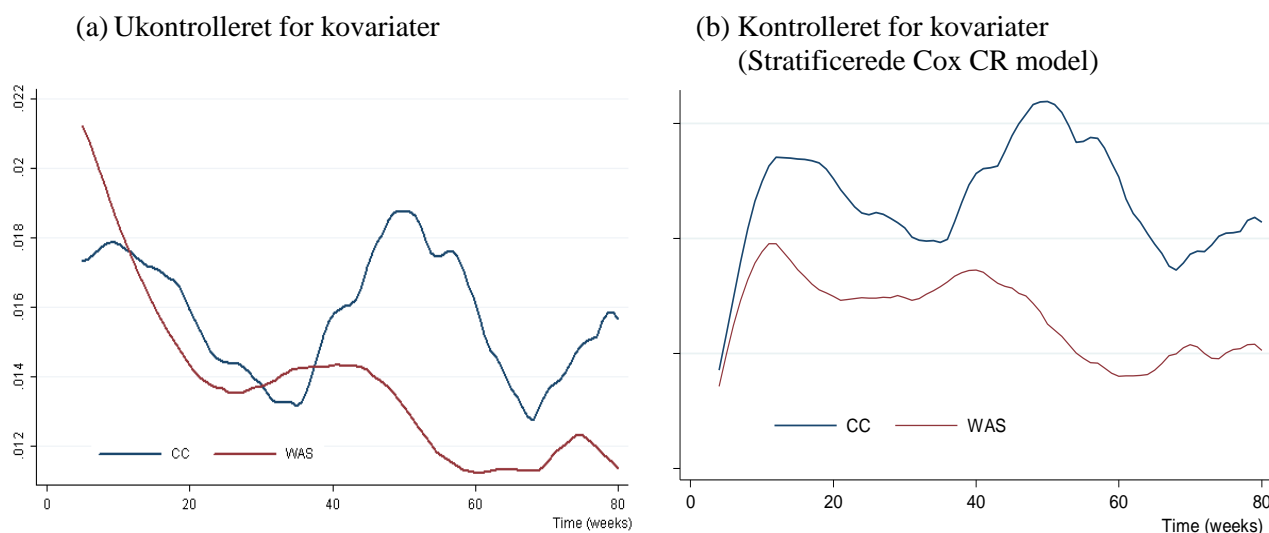 (a) Ukontrolleret for kovariater
(b) Kontrolleret for kovariater
(Stratificerede Cox CR model)
.022
.02
.018
.016
.014
.012
CC WAS
0 20 40 60 80
Time (weeks)
CC WAS
0 20 40 60 80
Time (weeks)